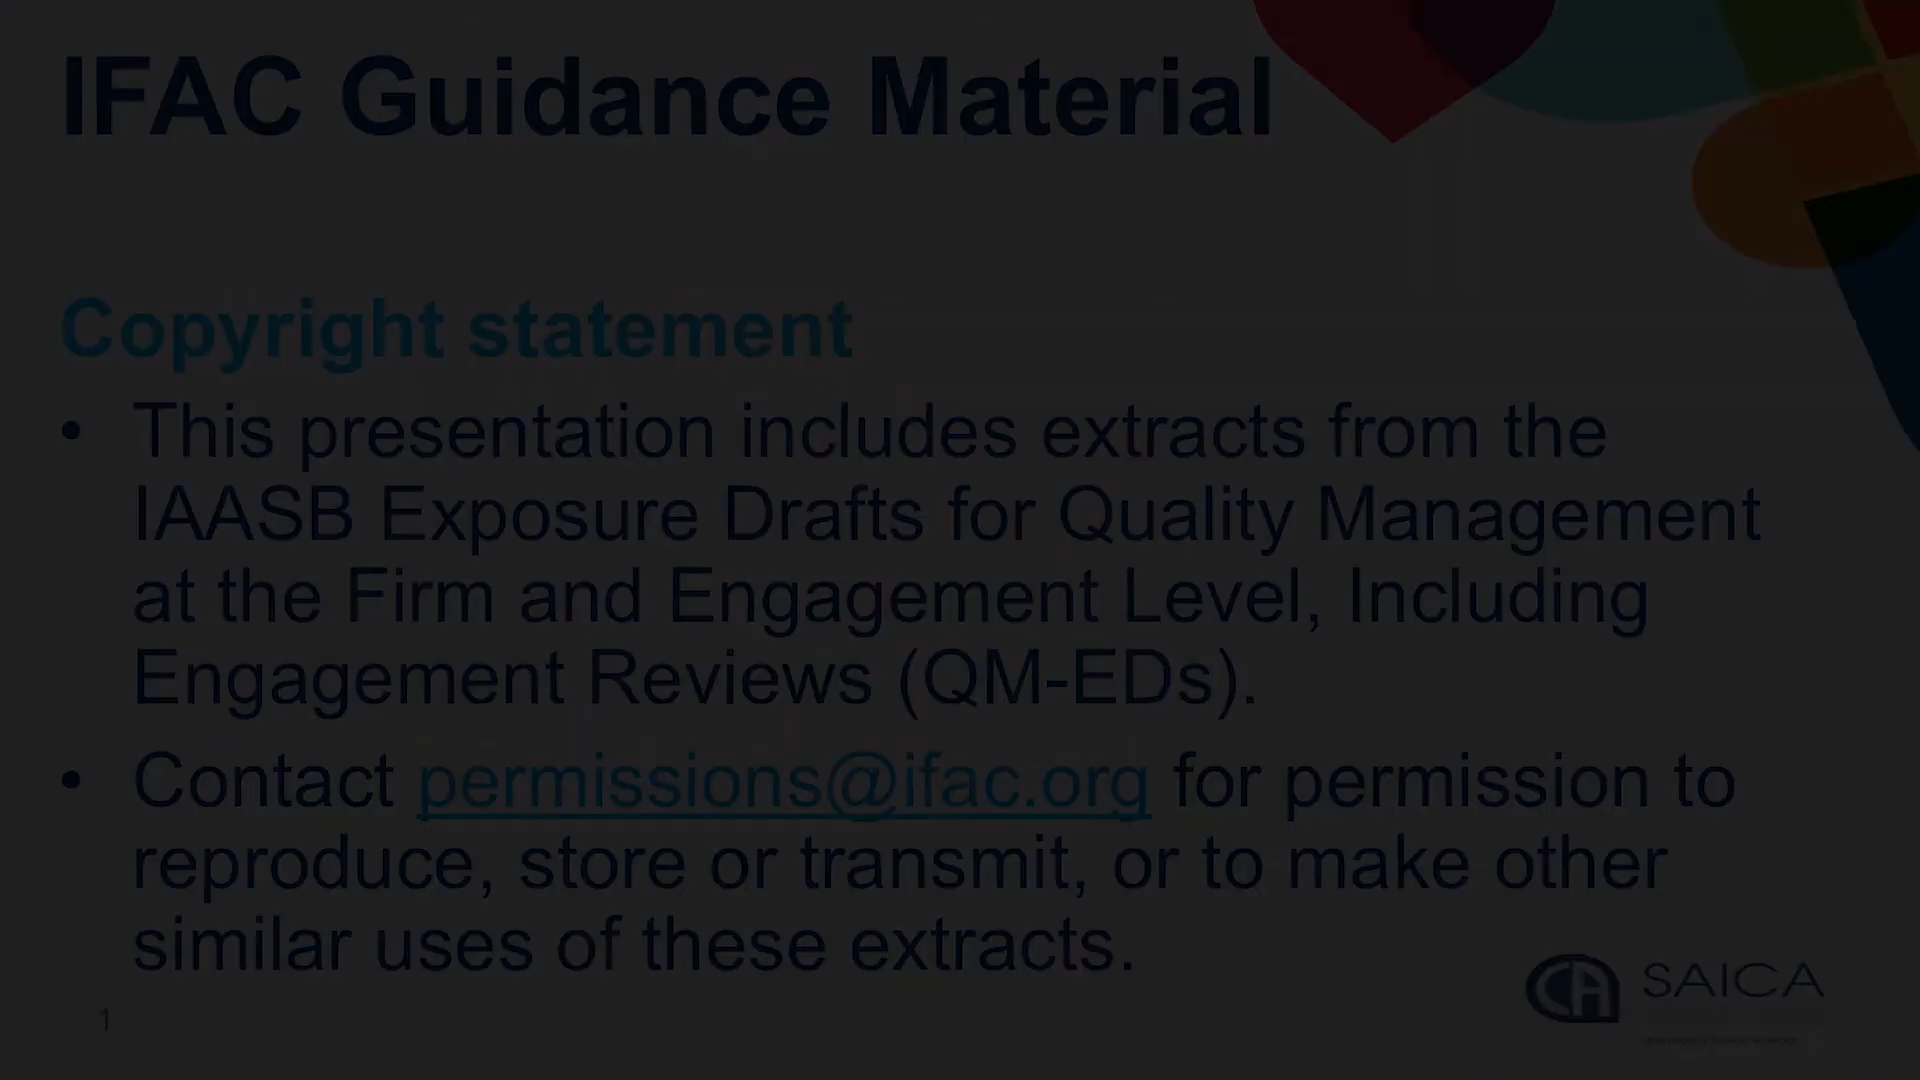 IFAC Guidance Material
Copyright statement
• This presentation includes extracts from the
IAASB Exposure Drafts for Quality Management
at the Firm and Engagement Level, Including
Engagement Reviews (QM-EDs).
• Contact permissions@ifac.org for permission to
reproduce, store or transmit, or to make other
similar uses of these extracts.
1
CA SAICA